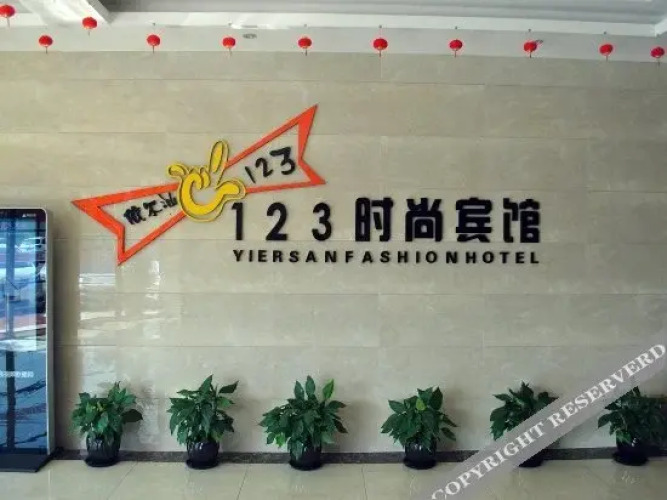 123
123时尚宾馆
YIERSANFASHIONHOTEL
COPYRIGHT RESERVERD